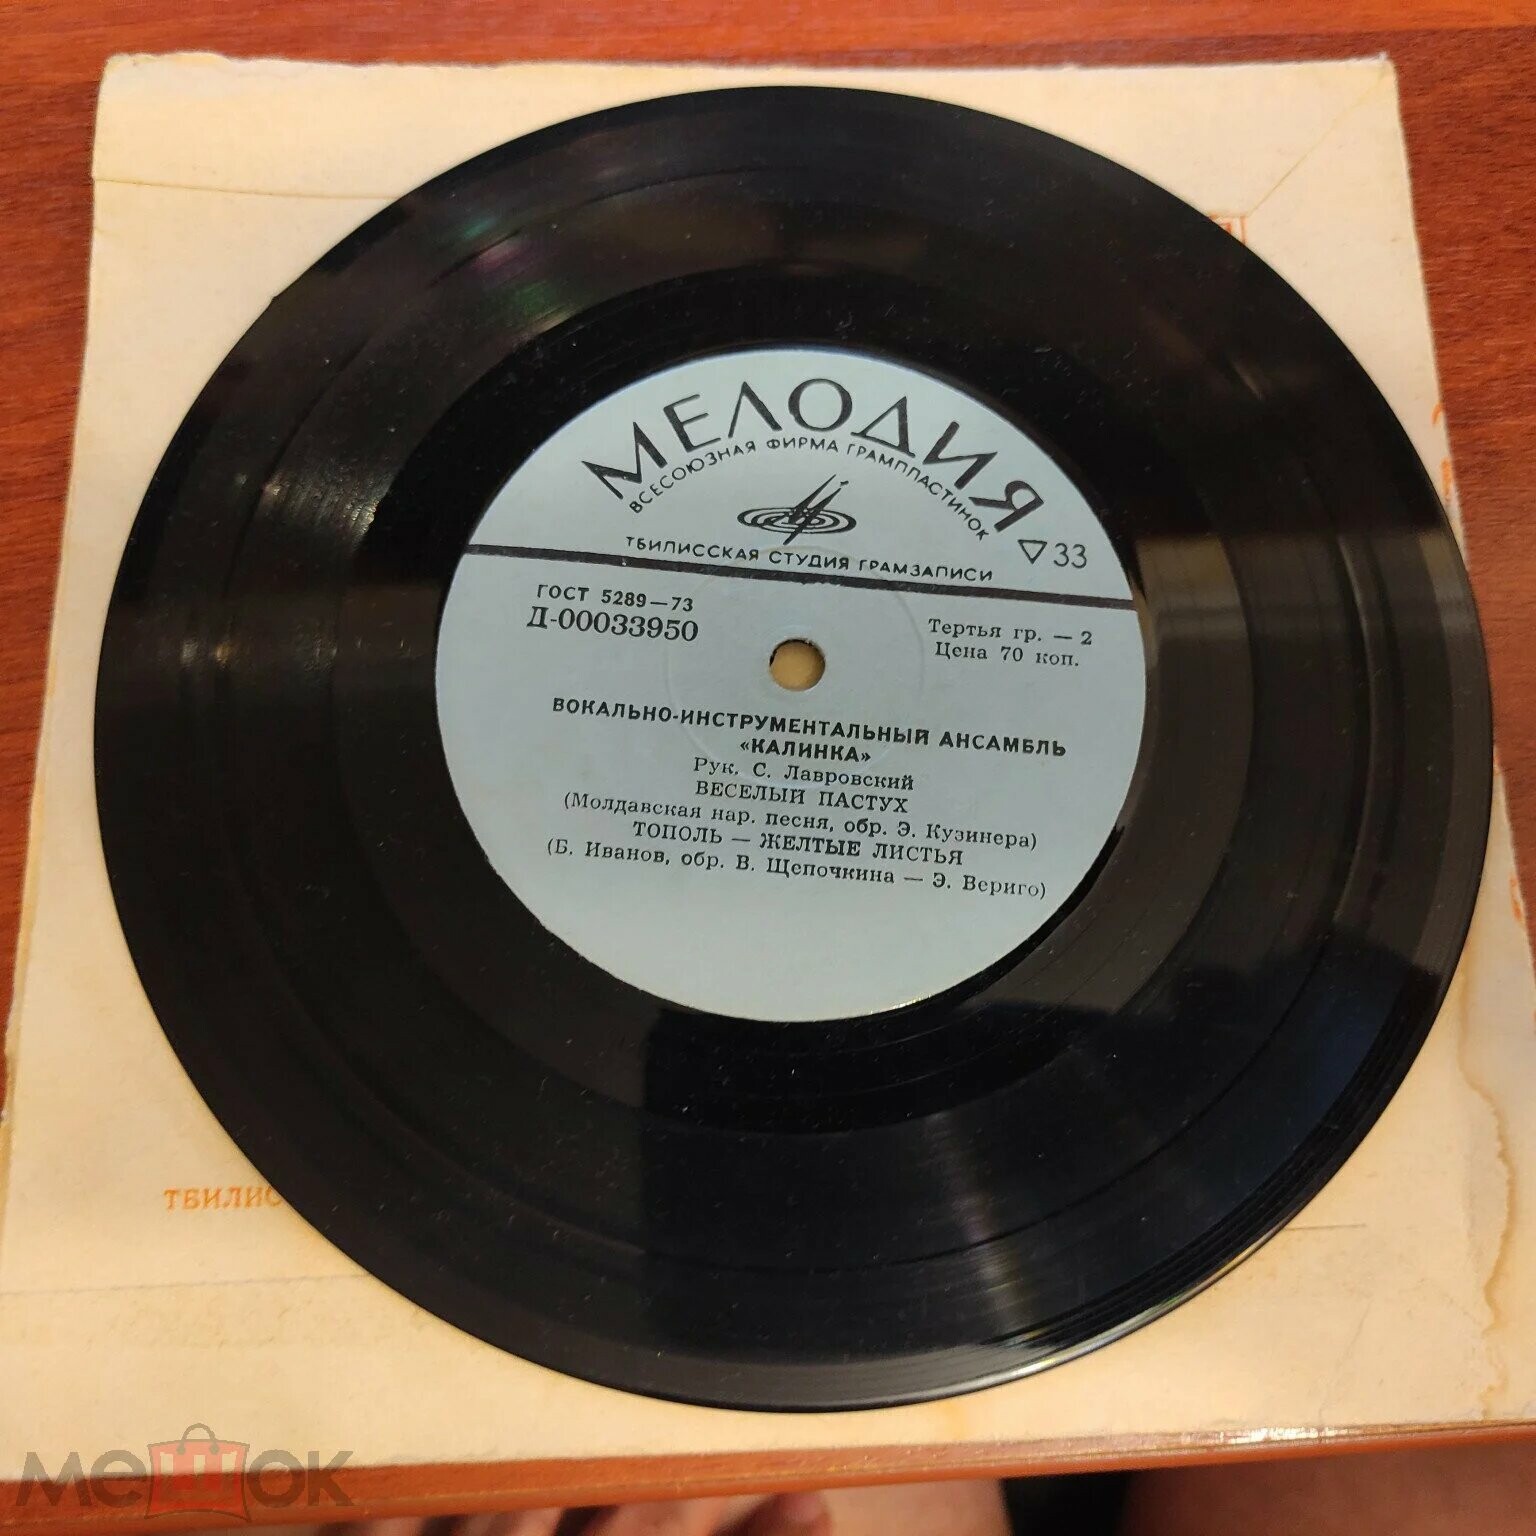 МЕЛОДИЯ
ВСЕСОЮЗНАЯ ФИРМА ГРАМПЛАСТИНОК
ТБИЛИССКАЯ СТУДИЯ ГРАМЗАПИСИ
33
ГОСТ 5289—73
Д-00033950
Тертья гр. — 2
Цена 70 коп.
ВОКАЛЬНО-ИНСТРУМЕНТАЛЬНЫЙ АНСАМБЛЬ
«КАЛИНКА»
Рук. С. Лавровский
ВЕСЕЛЫЙ ПАСТУХ
(Молдавская нар. песня, обр. Э. Кузинера)
ТОПОЛЬ — ЖЕЛТЫЕ ЛИСТЬЯ
(Б. Иванов, обр. В. Щепочкина — Э. Вериго)
ТБИЛИС
мешок